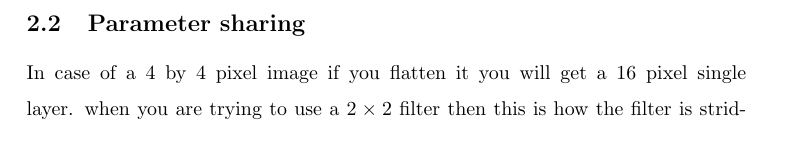 2.2 Parameter sharing
In case of a 4 by 4 pixel image if you flatten it you will get a 16 pixel single
layer. when you are trying to use a 2 × 2 filter then this is how the filter is strid-